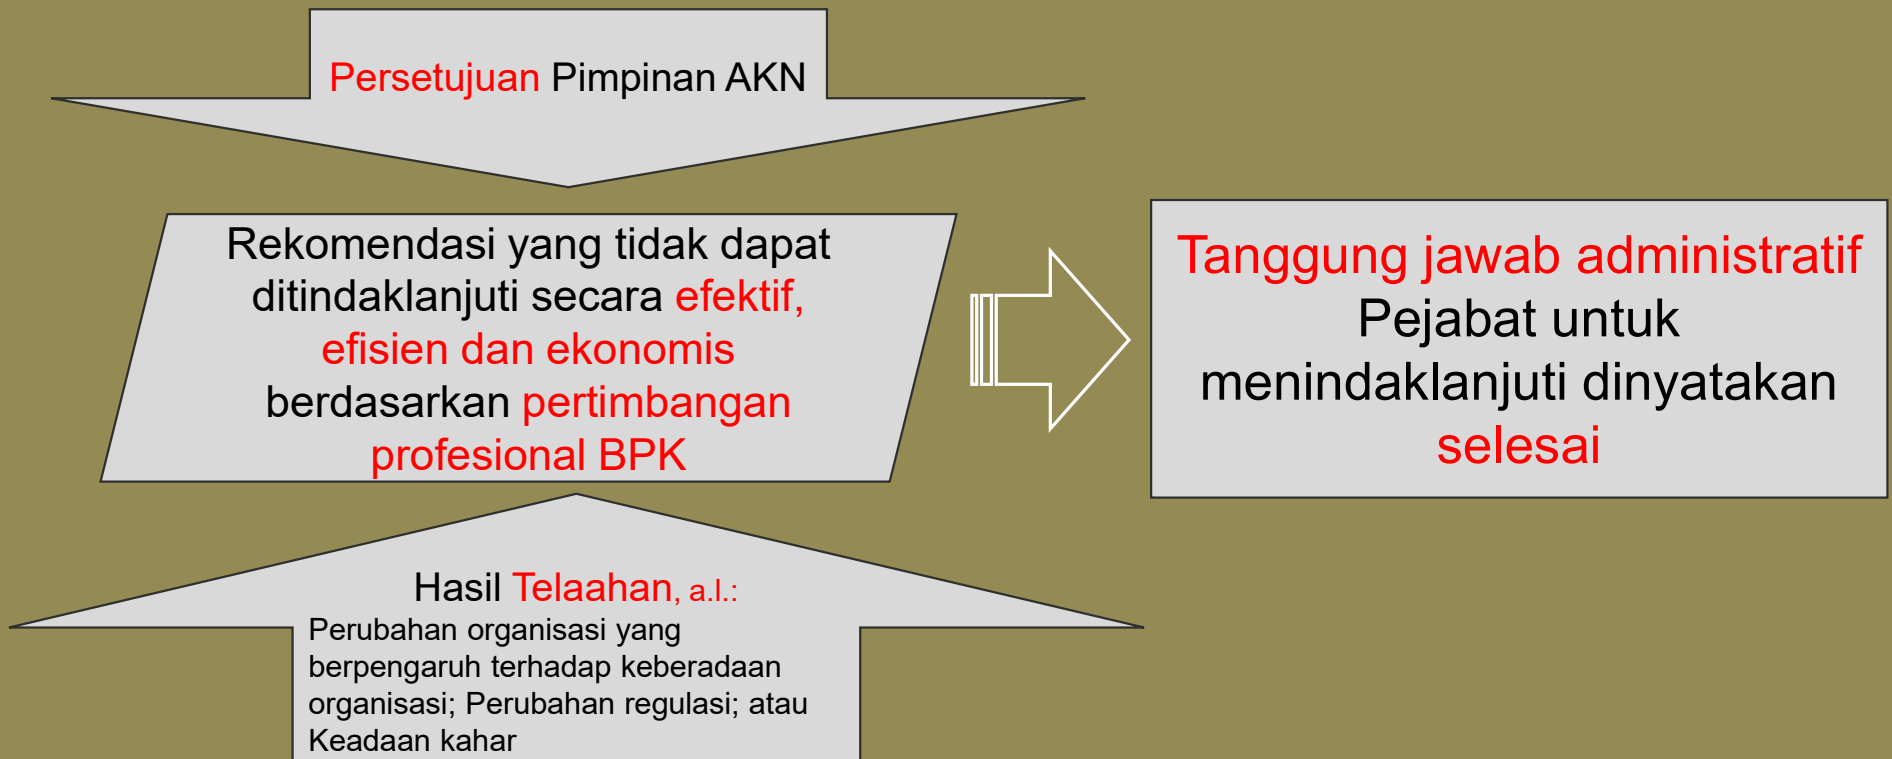 Persetujuan Pimpinan AKN
Rekomendasi yang tidak dapat
ditindaklanjuti secara efektif,
efisien dan ekonomis
berdasarkan pertimbangan
profesional BPK
Tanggung jawab administratif
Pejabat untuk
menindaklanjuti dinyatakan
selesai
Hasil Telaahan, a.l.:
Perubahan organisasi yang
berpengaruh terhadap keberadaan
organisasi; Perubahan regulasi; atau
Keadaan kahar